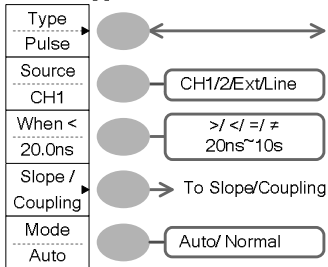 Type
Pulse
Source
CH1
CH1/2/Ext/Line
When <
20.0ns
>/ </ =/ ≠
20ns~10s
Slope /
Coupling
To Slope/Coupling
Mode
Auto
Auto/ Normal